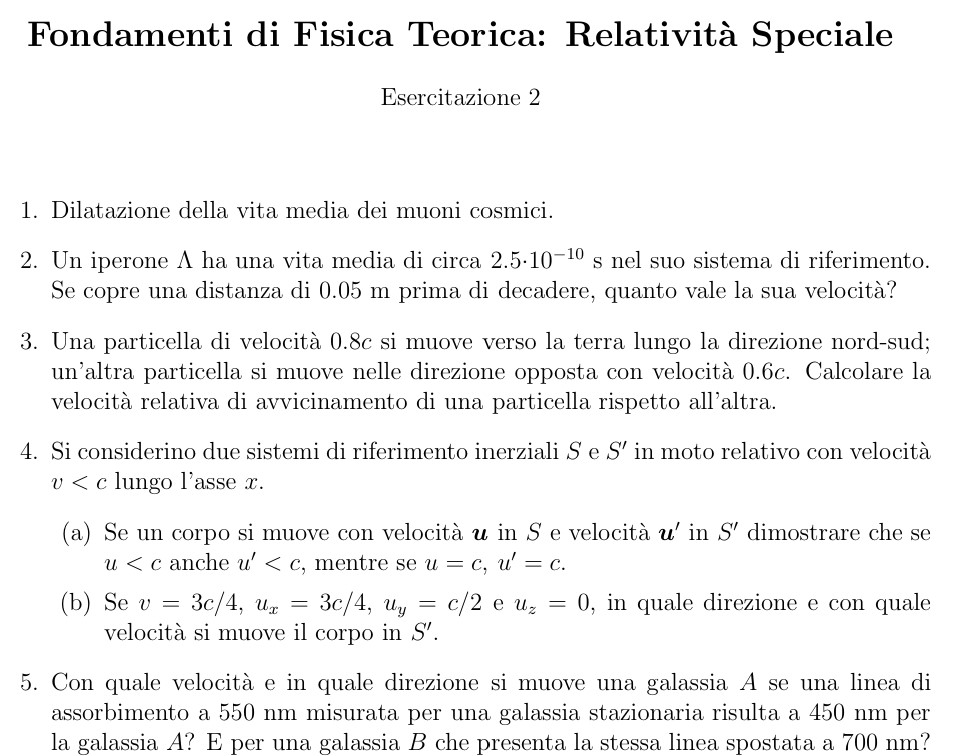 Fondamenti di Fisica Teorica: Relatività Speciale
Esercitazione 2
1. Dilatazione della vita media dei muoni cosmici.
2. Un iperone Λ ha una vita media di circa 2.5·10⁻¹⁰ s nel suo sistema di riferimento.
Se copre una distanza di 0.05 m prima di decadere, quanto vale la sua velocità?
3. Una particella di velocità 0.8c si muove verso la terra lungo la direzione nord-sud;
un'altra particella si muove nelle direzione opposta con velocità 0.6c. Calcolare la
velocità relativa di avvicinamento di una particella rispetto all'altra.
4. Si considerino due sistemi di riferimento inerziali S e S′ in moto relativo con velocità
v < c lungo l'asse x.
(a) Se un corpo si muove con velocità u in S e velocità u′ in S′ dimostrare che se
u < c anche u′ < c, mentre se u = c, u′ = c.
(b) Se v = 3c/4, uₓ = 3c/4, u_y = c/2 e u_z = 0, in quale direzione e con quale
velocità si muove il corpo in S′.
5. Con quale velocità e in quale direzione si muove una galassia A se una linea di
assorbimento a 550 nm misurata per una galassia stazionaria risulta a 450 nm per
la galassia A? E per una galassia B che presenta la stessa linea spostata a 700 nm?